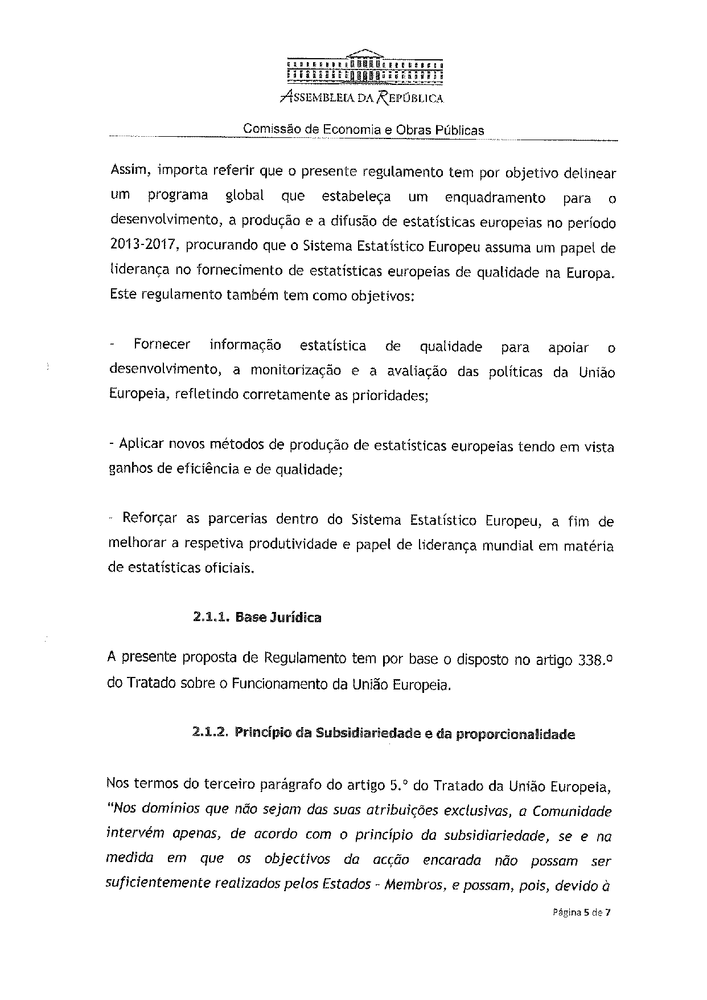 ASSEMBLEIA DA REPÚBLICA
Comissão de Economia e Obras Públicas
Assim, importa referir que o presente regulamento tem por objetivo delinear
um programa global que estabeleça um enquadramento para o
desenvolvimento, a produção e a difusão de estatísticas europeias no período
2013-2017, procurando que o Sistema Estatístico Europeu assuma um papel de
liderança no fornecimento de estatísticas europeias de qualidade na Europa.
Este regulamento também tem como objetivos:
- Fornecer informação estatística de qualidade para apoiar o
desenvolvimento, a monitorização e a avaliação das políticas da União
Europeia, refletindo corretamente as prioridades;
- Aplicar novos métodos de produção de estatísticas europeias tendo em vista
ganhos de eficiência e de qualidade;
- Reforçar as parcerias dentro do Sistema Estatístico Europeu, a fim de
melhorar a respetiva produtividade e papel de liderança mundial em matéria
de estatísticas oficiais.
2.1.1. Base Jurídica
A presente proposta de Regulamento tem por base o disposto no artigo 338.º
do Tratado sobre o Funcionamento da União Europeia.
2.1.2. Princípio da Subsidiariedade e da proporcionalidade
Nos termos do terceiro parágrafo do artigo 5.º do Tratado da União Europeia,
“Nos domínios que não sejam das suas atribuições exclusivas, a Comunidade
intervém apenas, de acordo com o princípio da subsidiariedade, se e na
medida em que os objectivos da acção encarada não possam ser
suficientemente realizados pelos Estados - Membros, e possam, pois, devido à
Página 5 de 7